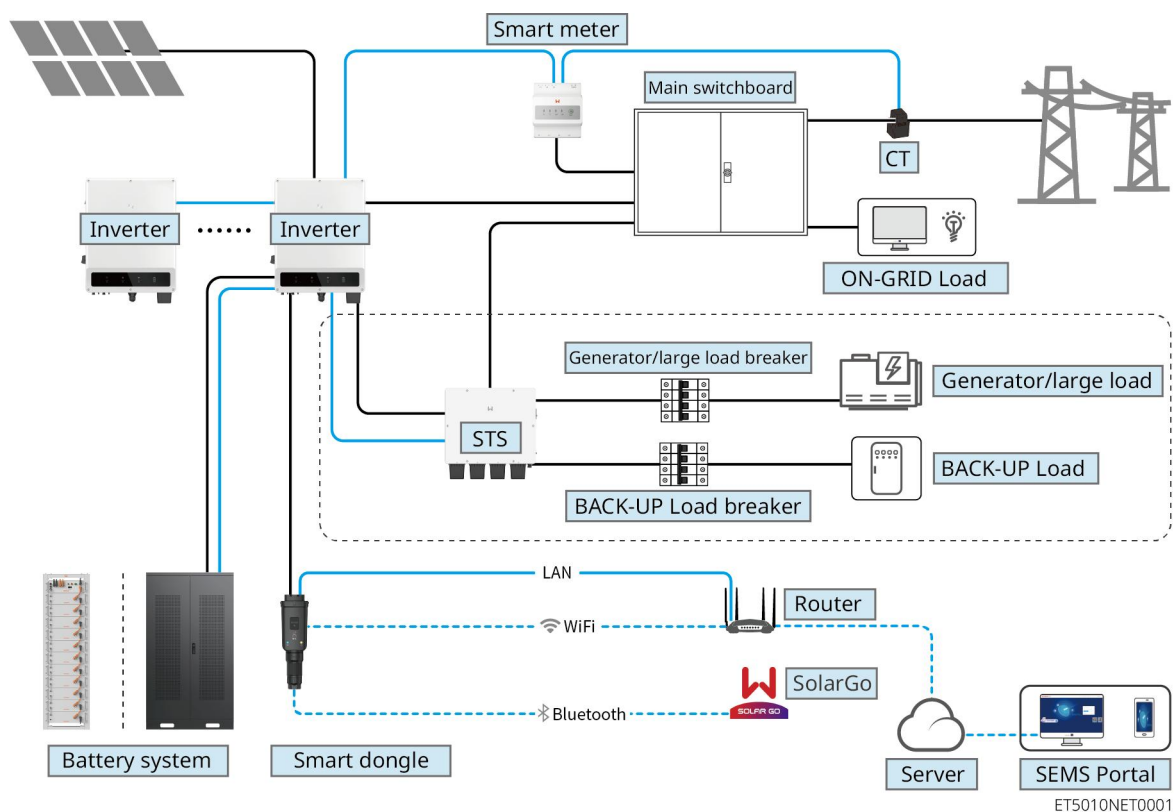 Smart meter
Main switchboard
CT
Inverter
Inverter
ON-GRID Load
Generator/large load breaker
Generator/large load
STS
BACK-UP Load
BACK-UP Load breaker
LAN
Router
WiFi
SolarGo
SOLAR GO
Bluetooth
Battery system
Smart dongle
Server
SEMS Portal
ET5010NET0001